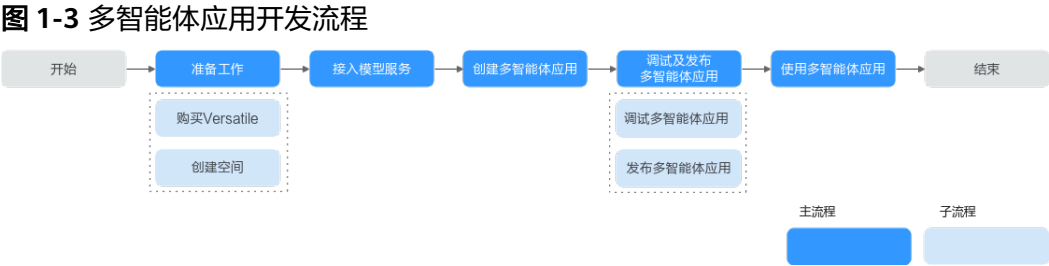 图 1-3 多智能体应用开发流程
开始
准备工作
接入模型服务
创建多智能体应用
调试及发布
多智能体应用
使用多智能体应用
结束
购买Versatile
创建空间
调试多智能体应用
发布多智能体应用
主流程
子流程